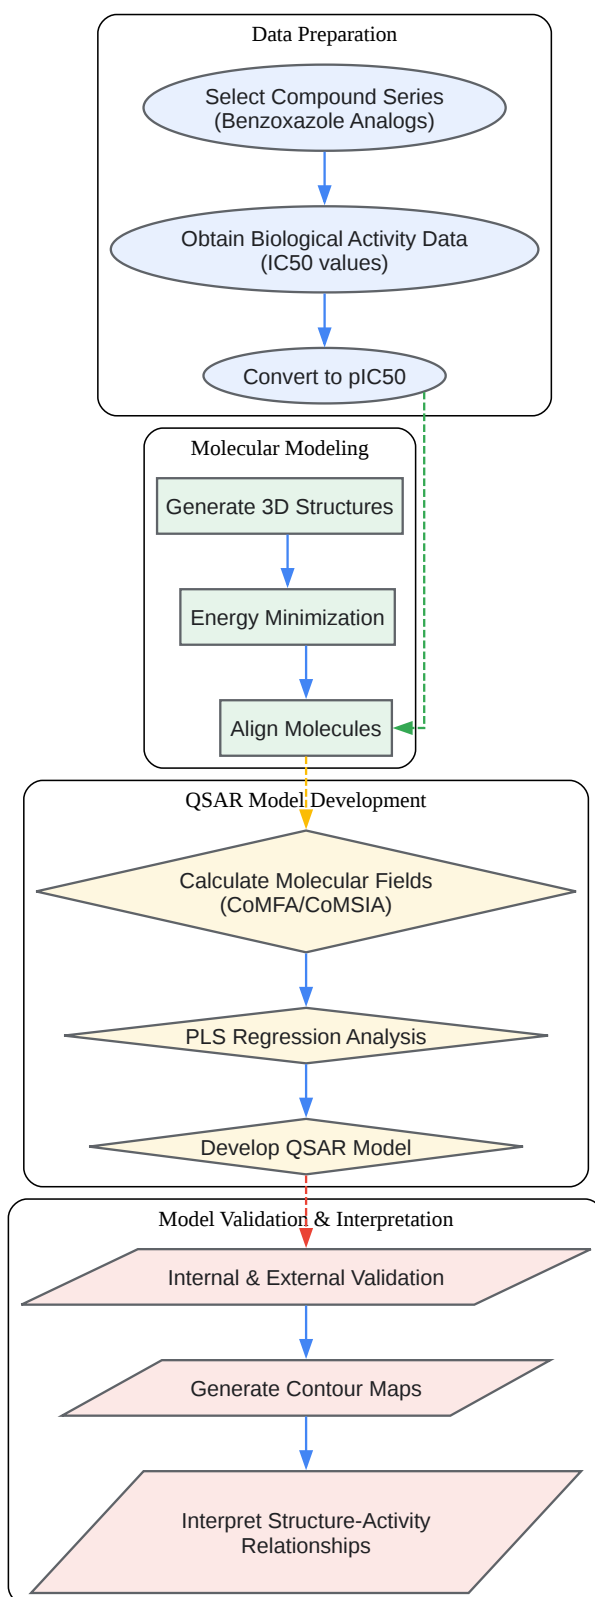 Data Preparation
Select Compound Series
(Benzoxazole Analogs)
Obtain Biological Activity Data
(IC50 values)
Convert to pIC50
Molecular Modeling
Generate 3D Structures
Energy Minimization
Align Molecules
QSAR Model Development
Calculate Molecular Fields
(CoMFA/CoMSIA)
PLS Regression Analysis
Develop QSAR Model
Model Validation & Interpretation
Internal & External Validation
Generate Contour Maps
Interpret Structure-Activity
Relationships